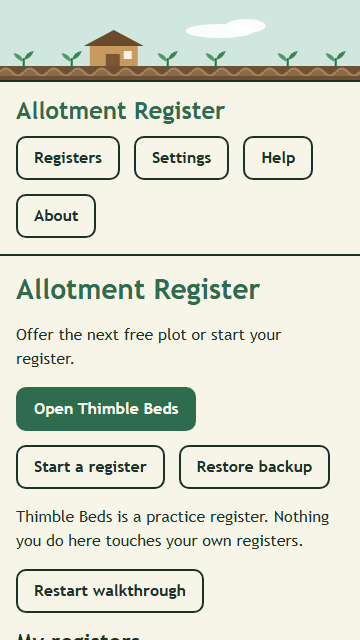 Allotment Register
Registers
Settings
Help
About
Allotment Register
Offer the next free plot or start your
register.
Open Thimble Beds
Start a register
Restore backup
Thimble Beds is a practice register. Nothing
you do here touches your own registers.
Restart walkthrough
My registers